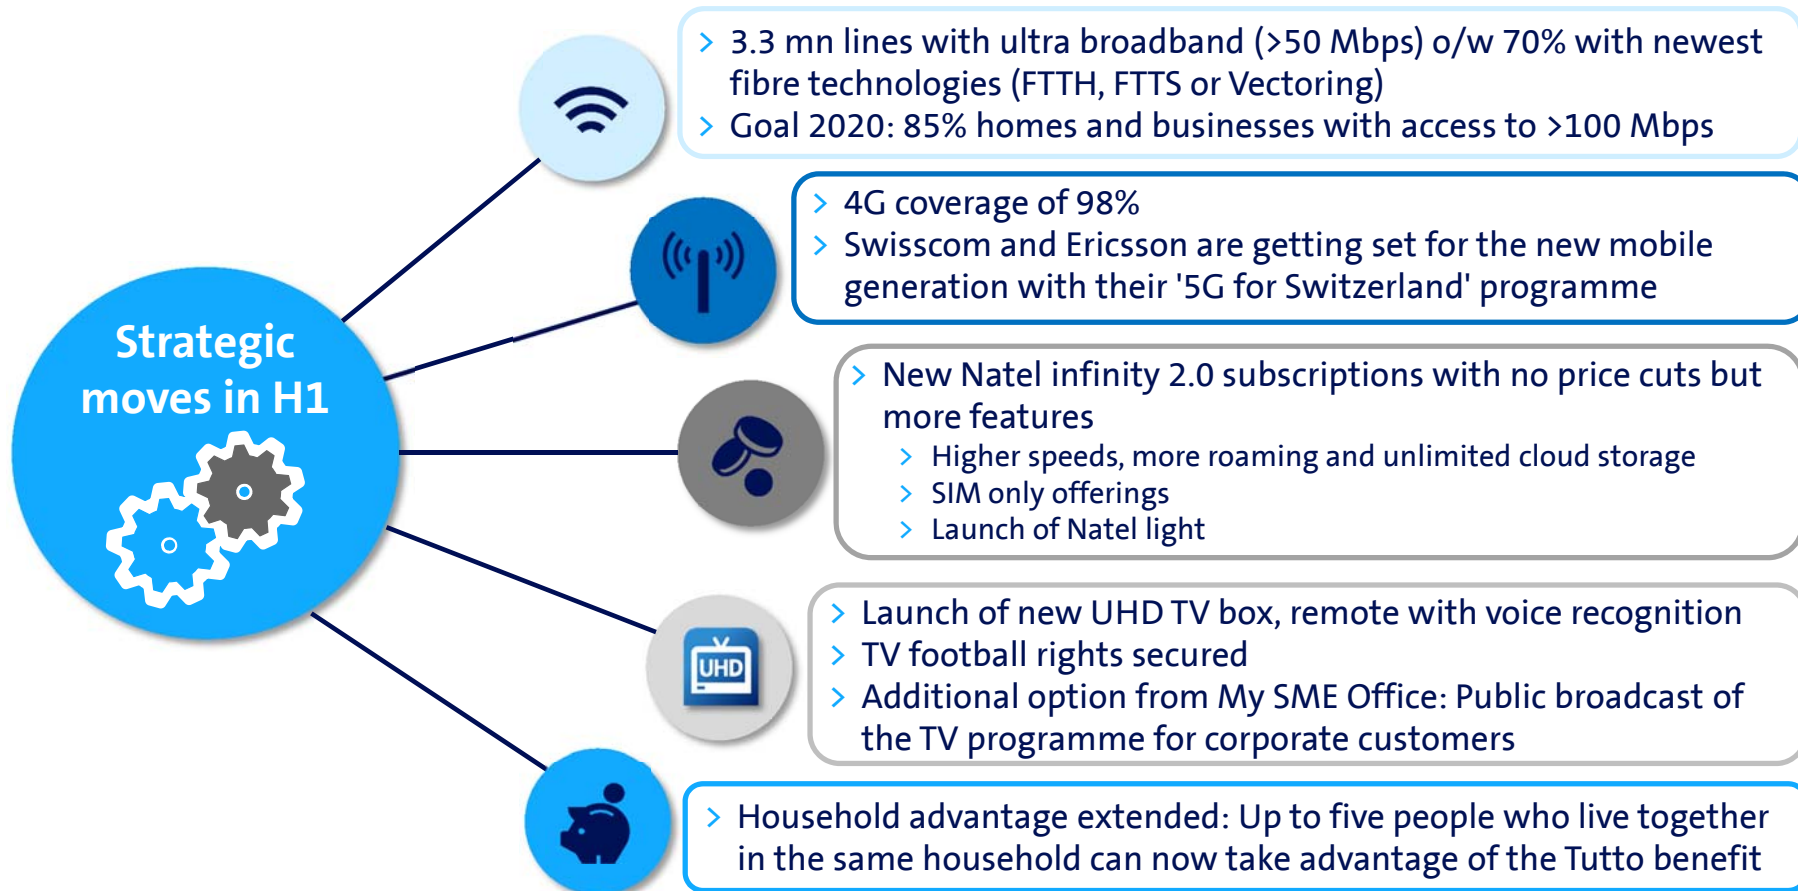 Strategic
moves in H1
> 3.3 mn lines with ultra broadband (>50 Mbps) o/w 70% with newest
fibre technologies (FTTH, FTTS or Vectoring)
> Goal 2020: 85% homes and businesses with access to >100 Mbps
> 4G coverage of 98%
> Swisscom and Ericsson are getting set for the new mobile
generation with their '5G for Switzerland' programme
> New Natel infinity 2.0 subscriptions with no price cuts but
more features
> Higher speeds, more roaming and unlimited cloud storage
> SIM only offerings
> Launch of Natel light
UHD
> Launch of new UHD TV box, remote with voice recognition
> TV football rights secured
> Additional option from My SME Office: Public broadcast of
the TV programme for corporate customers
> Household advantage extended: Up to five people who live together
in the same household can now take advantage of the Tutto benefit